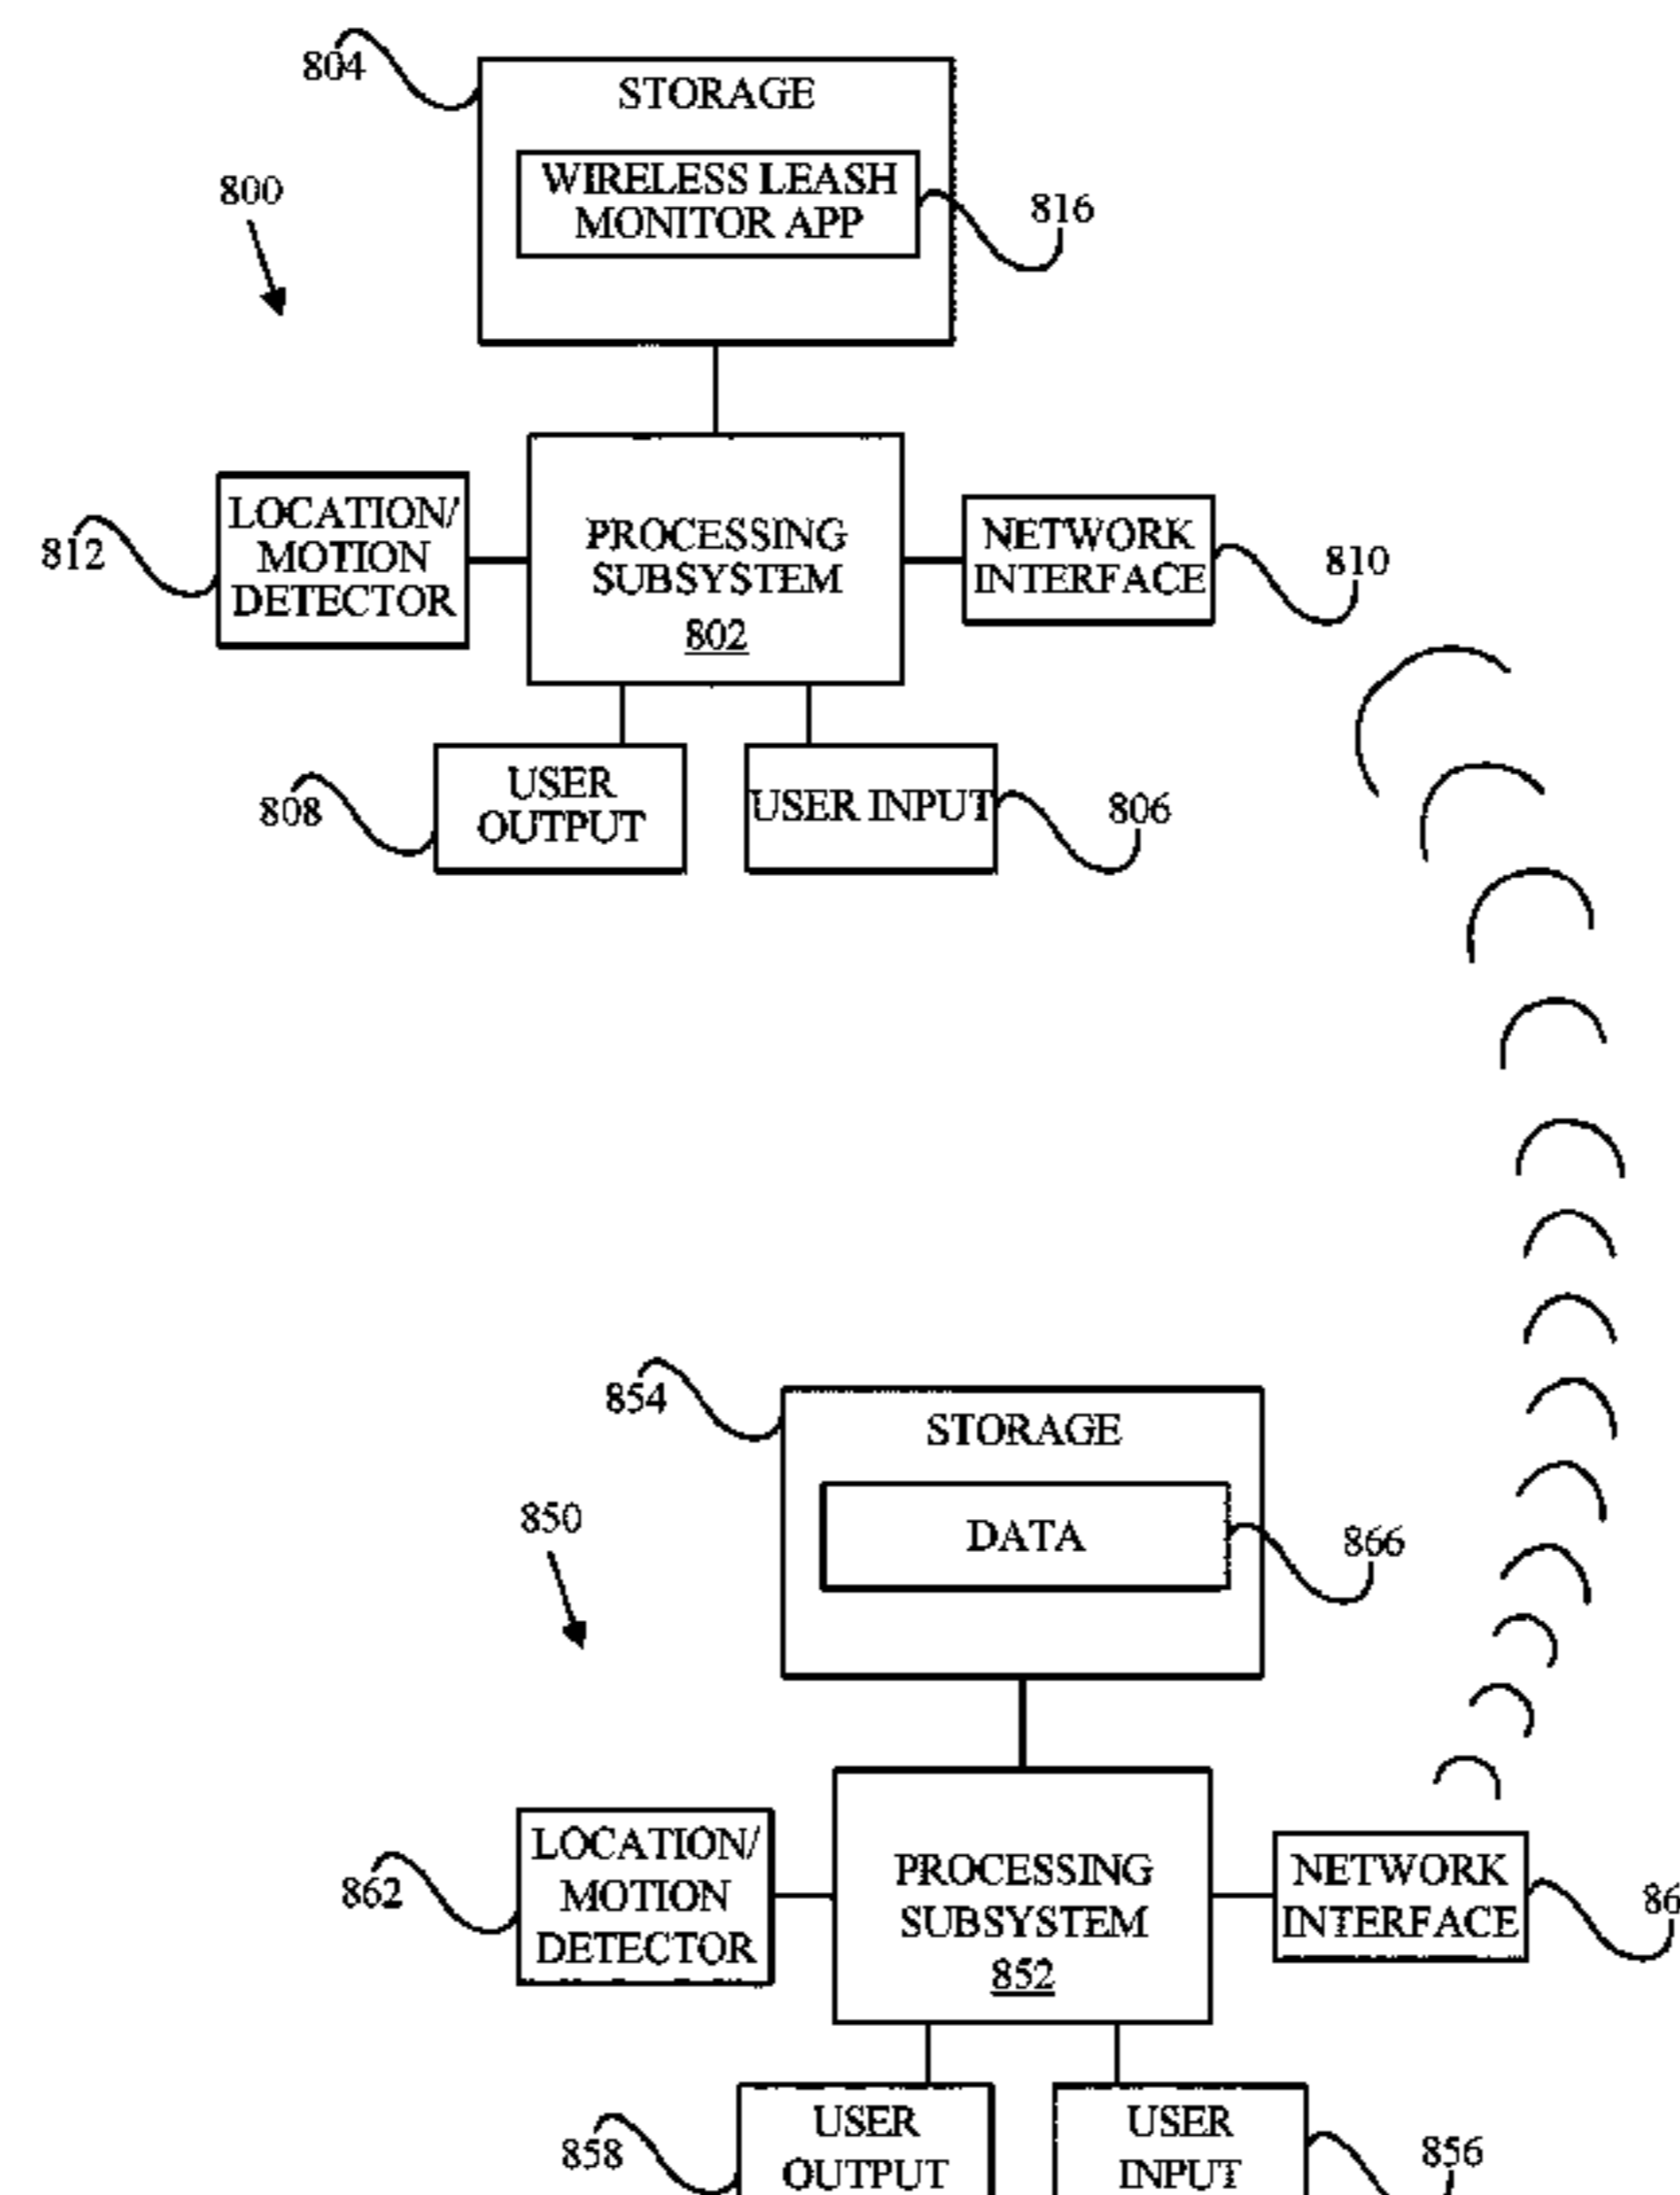 804
STORAGE
WIRELESS LEASH
MONITOR APP
800
816
LOCATION/
MOTION
DETECTOR
812
PROCESSING
SUBSYSTEM
802
NETWORK
INTERFACE
810
808
USER
OUTPUT
USER INPUT
806
854
STORAGE
DATA
850
866
LOCATION/
MOTION
DETECTOR
862
PROCESSING
SUBSYSTEM
852
NETWORK
INTERFACE
858
USER
OUTPUT
USER
INPUT
856